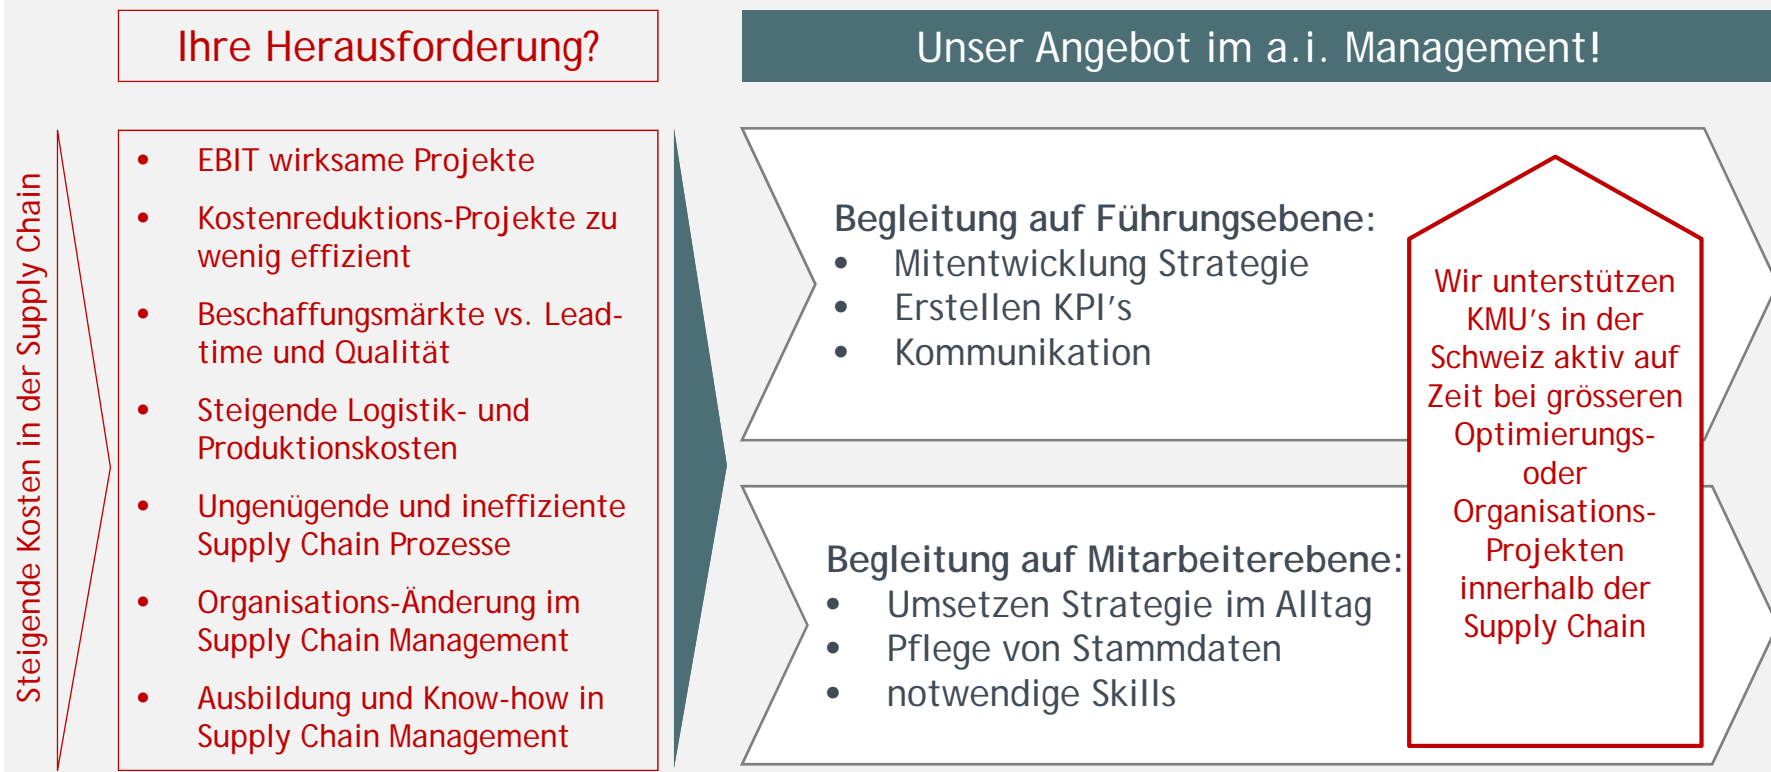 Ihre Herausforderung?
Unser Angebot im a.i. Management!
Steigende Kosten in der Supply Chain
• EBIT wirksame Projekte
• Kostenreduktions-Projekte zu
wenig effizient
• Beschaffungsmärkte vs. Lead-
time und Qualität
• Steigende Logistik- und
Produktionskosten
• Ungenügende und ineffiziente
Supply Chain Prozesse
• Organisations-Änderung im
Supply Chain Management
• Ausbildung und Know-how in
Supply Chain Management
Begleitung auf Führungsebene:
• Mitentwicklung Strategie
• Erstellen KPI's
• Kommunikation
Begleitung auf Mitarbeiterebene:
• Umsetzen Strategie im Alltag
• Pflege von Stammdaten
• notwendige Skills
Wir unterstützen
KMU's in der
Schweiz aktiv auf
Zeit bei grösseren
Optimierungs-
oder
Organisations-
Projekten
innerhalb der
Supply Chain